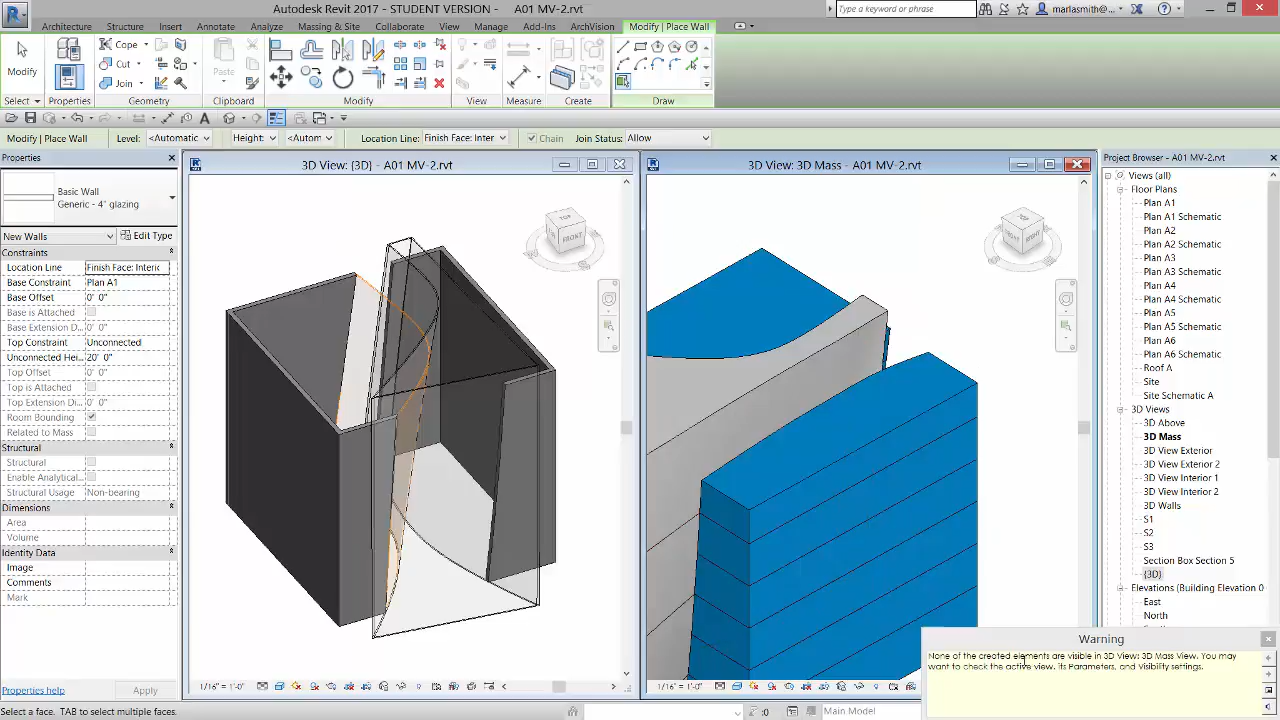 Autodesk Revit 2017 - STUDENT VERSION - A01 MV-2.rvt
Type a keyword or phrase
marlasmith@...
Architecture Structure Insert Annotate Analyze Massing & Site Collaborate View Manage Add-Ins ArchVision Modify | Place Wall
Modify Properties Cope Cut Join Paste
Select Properties Geometry Clipboard Modify View Measure Create Draw
Modify | Place Wall Level: <Automatic Height: <Autom Location Line: Finish Face: Inter Chain Join Status: Allow
Properties
Basic Wall
Generic - 4" glazing
New Walls Edit Type
Constraints
Location Line Finish Face: Interic
Base Constraint Plan A1
Base Offset 0' 0"
Base is Attached
Base Extension D...
Top Constraint Unconnected
Unconnected Hei... 20' 0"
Top Offset 0' 0"
Top is Attached
Top Extension Di... 0' 0"
Room Bounding
Related to Mass
Structural
Structural
Enable Analytical...
Structural Usage Non-bearing
Dimensions
Area
Volume
Identity Data
Image
Comments
Mark
Properties help Apply
3D View: {3D} - A01 MV-2.rvt
TOP
FRONT
1/16" = 1'-0"
3D View: 3D Mass - A01 MV-2.rvt
TOP
FRONT
1/16" = 1'-0"
Project Browser - A01 MV-2.rvt
Views (all)
Floor Plans
Plan A1
Plan A1 Schematic
Plan A2
Plan A2 Schematic
Plan A3
Plan A3 Schematic
Plan A4
Plan A4 Schematic
Plan A5
Plan A5 Schematic
Plan A6
Plan A6 Schematic
Roof A
Site
Site Schematic A
3D Views
3D Above
3D Mass
3D View Exterior
3D View Exterior 2
3D View Interior 1
3D View Interior 2
3D Walls
S1
S2
S3
Section Box Section 5
{3D}
Elevations (Building Elevation 0
East
North
Warning
None of the created elements are visible in 3D View: 3D Mass View. You may
want to check the active view, its Parameters, and Visibility settings.
Select a face. TAB to select multiple faces. :0 Main Model